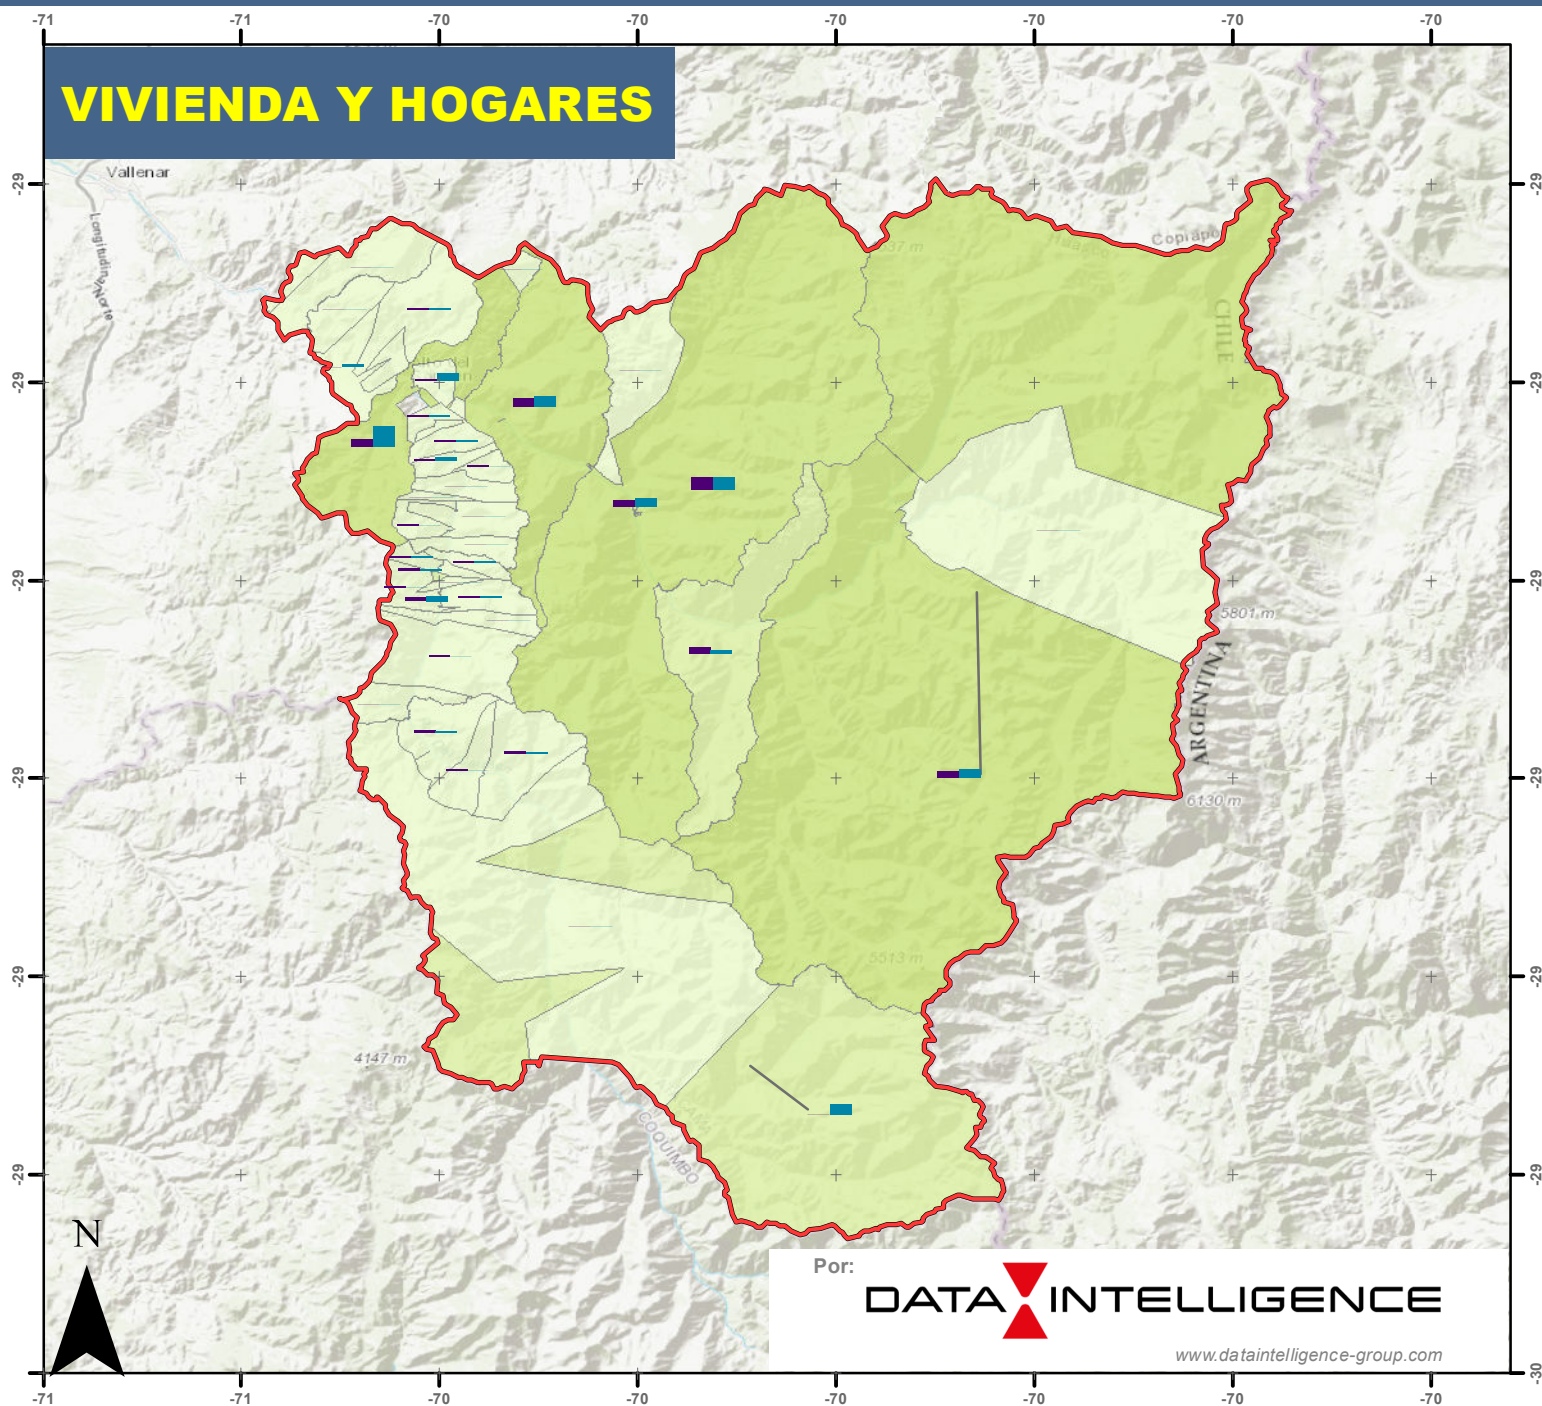 -71 -71 -70 -70 -70 -70 -70 -70
VIVIENDA Y HOGARES
Vallenar
Longitudinal Norte
-29 -29
Copiapó
CHILE
-29 -29
-29 -29
-29 -29
5801 m
ARGENTINA
-29 -29
6130 m
5513 m
-29 -29
4147 m
COQUIMBO
-29 -29
N
Por:
DATA INTELLIGENCE
www.dataintelligence-group.com
-30 -30
-71 -71 -70 -70 -70 -70 -70 -70